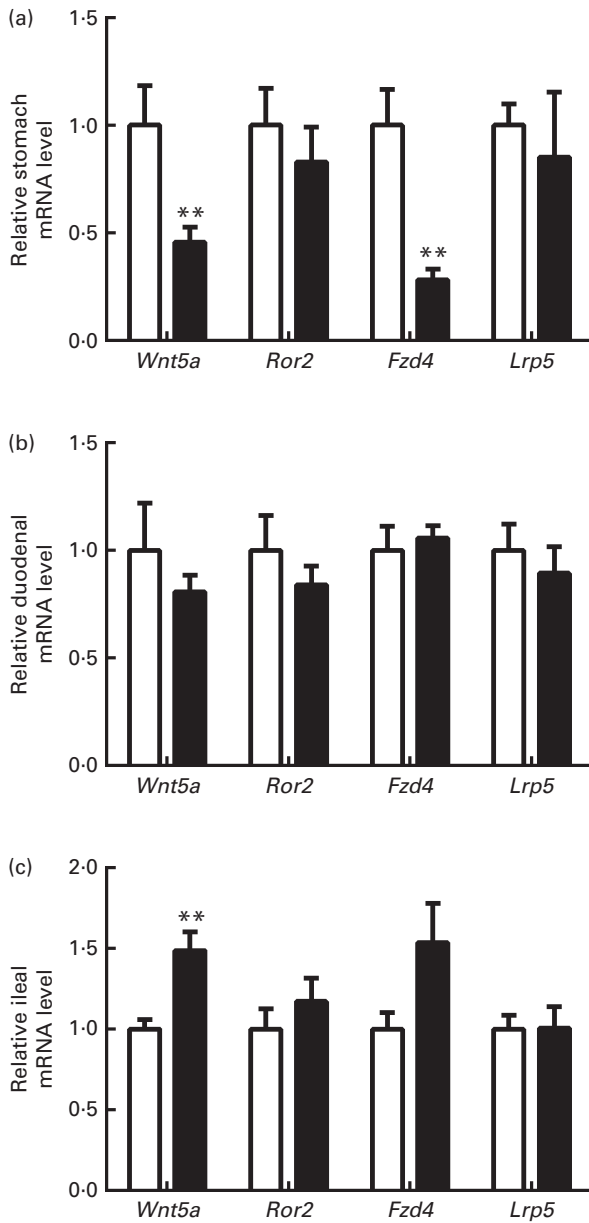 (a)
Relative stomach
mRNA level
1·5
1·0
0·5
0·0
**
**
Wnt5a Ror2 Fzd4 Lrp5
(b)
Relative duodenal
mRNA level
1·5
1·0
0·5
0·0
Wnt5a Ror2 Fzd4 Lrp5
(c)
Relative ileal
mRNA level
2·0
1·5
1·0
0·5
0·0
**
Wnt5a Ror2 Fzd4 Lrp5